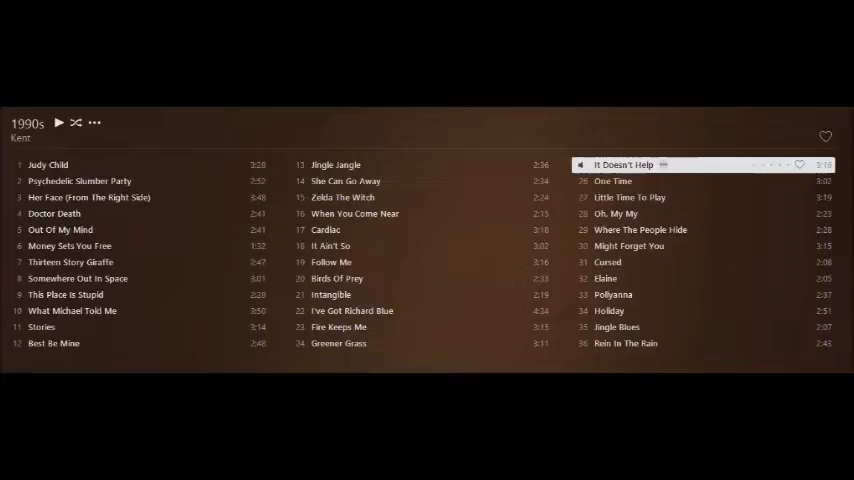 1990s
Kent
1 Judy Child 3:28
2 Psychedelic Slumber Party 2:52
3 Her Face (From The Right Side) 3:48
4 Doctor Death 2:41
5 Out Of My Mind 2:41
6 Money Sets You Free 1:32
7 Thirteen Story Giraffe 2:47
8 Somewhere Out In Space 3:01
9 This Place Is Stupid 2:28
10 What Michael Told Me 3:50
11 Stories 3:14
12 Best Be Mine 2:48
13 Jingle Jangle 2:36
14 She Can Go Away 2:34
15 Zelda The Witch 2:24
16 When You Come Near 2:15
17 Cardiac 3:18
18 It Ain't So 3:02
19 Follow Me 3:16
20 Birds Of Prey 2:33
21 Intangible 2:19
22 I've Got Richard Blue 4:34
23 Fire Keeps Me 3:15
24 Greener Grass 3:11
It Doesn't Help 3:16
26 One Time 3:02
27 Little Time To Play 3:19
28 Oh, My My 2:23
29 Where The People Hide 2:28
30 Might Forget You 3:15
31 Cursed 2:08
32 Elaine 2:05
33 Pollyanna 2:37
34 Holiday 2:51
35 Jingle Blues 2:07
36 Rein In The Rain 2:43